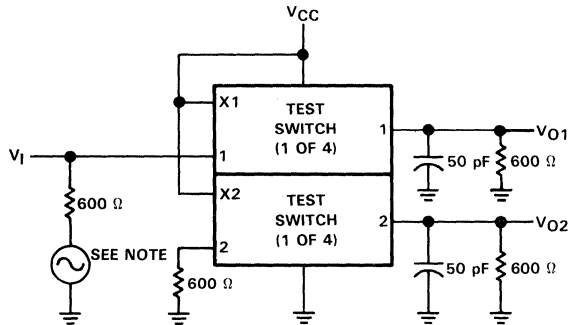 VCC
X1
TEST
SWITCH
(1 OF 4)
1
VO1
VI
1
50 pF
600 Ω
600 Ω
X2
TEST
SWITCH
(1 OF 4)
2
VO2
SEE NOTE
2
600 Ω
50 pF
600 Ω